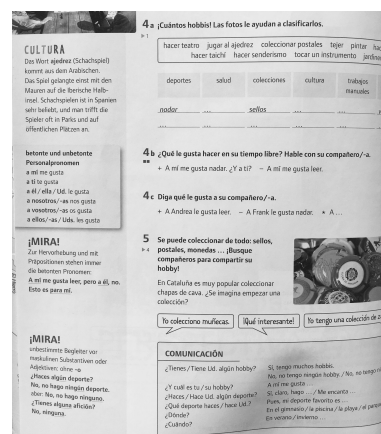 CULTURA
Das Wort ajedrez (Schachspiel)
kommt aus dem Arabischen.
Das Spiel gelangte einst mit den
Mauren auf die Iberische Halb-
insel. Schachspielen ist in Spanien
sehr beliebt, und man trifft die
Spieler oft in Parks und auf
öffentlichen Plätzen an.
betonte und unbetonte
Personalpronomen
a mí me gusta
a ti te gusta
a él / ella / Ud. le gusta
a nosotros/-as nos gusta
a vosotros/-as os gusta
a ellos/-as / Uds. les gusta
¡MIRA!
Zur Hervorhebung und mit
Präpositionen stehen immer
die betonten Pronomen:
A mí me gusta leer, pero a él, no.
Esto es para mí.
¡MIRA!
unbestimmte Begleiter vor
maskulinen Substantiven oder
Adjektiven: ohne -o
¿Haces algún deporte?
No, no hago ningún deporte.
aber: No, no hago ninguno.
¿Tienes alguna afición?
No, ninguna.
4 a ¡Cuántos hobbis! Las fotos le ayudan a clasificarlos.
hacer teatro jugar al ajedrez coleccionar postales tejer pintar
hacer taichí hacer senderismo tocar un instrumento
deportes salud colecciones cultura trabajos
manuales
nadar ... sellos ... ...
... ... ... ... ...
4 b ¿Qué le gusta hacer en su tiempo libre? Hable con su compañero/-a.
+ A mí me gusta nadar. ¿Y a ti? – A mí me gusta leer.
4 c Diga qué le gusta a su compañero/-a.
+ A Andrea le gusta leer. – A Frank le gusta nadar. * A ...
5 Se puede coleccionar de todo: sellos,
postales, monedas ... ¡Busque
compañeros para compartir su
hobby!
En Cataluña es muy popular coleccionar
chapas de cava. ¿Se imagina empezar una
colección?
Yo colecciono muñecas. ¡Qué interesante! Yo tengo una colección de
COMUNICACIÓN
¿Tienes / Tiene Ud. algún hobby? Sí, tengo muchos hobbis.
No, no tengo ningún hobby. / No, no tengo
¿Y cuál es tu / su hobby? A mí me gusta ...
¿Haces / Hace Ud. algún deporte? Sí, claro, hago ... / Me encanta ...
¿Qué deporte haces / hace Ud.? Pues, mi deporte favorito es ...
¿Dónde? En el gimnasio / la piscina / la playa / el
¿Cuándo? En verano / invierno ...